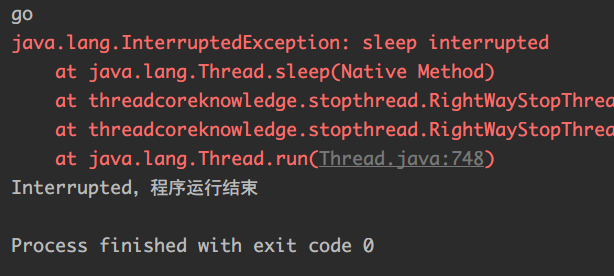 go
java.lang.InterruptedException: sleep interrupted
at java.lang.Thread.sleep(Native Method)
at threadcoreknowledge.stopthread.RightWayStopThrea
at threadcoreknowledge.stopthread.RightWayStopThrea
at java.lang.Thread.run(Thread.java:748)
Interrupted，程序运行结束
Process finished with exit code 0